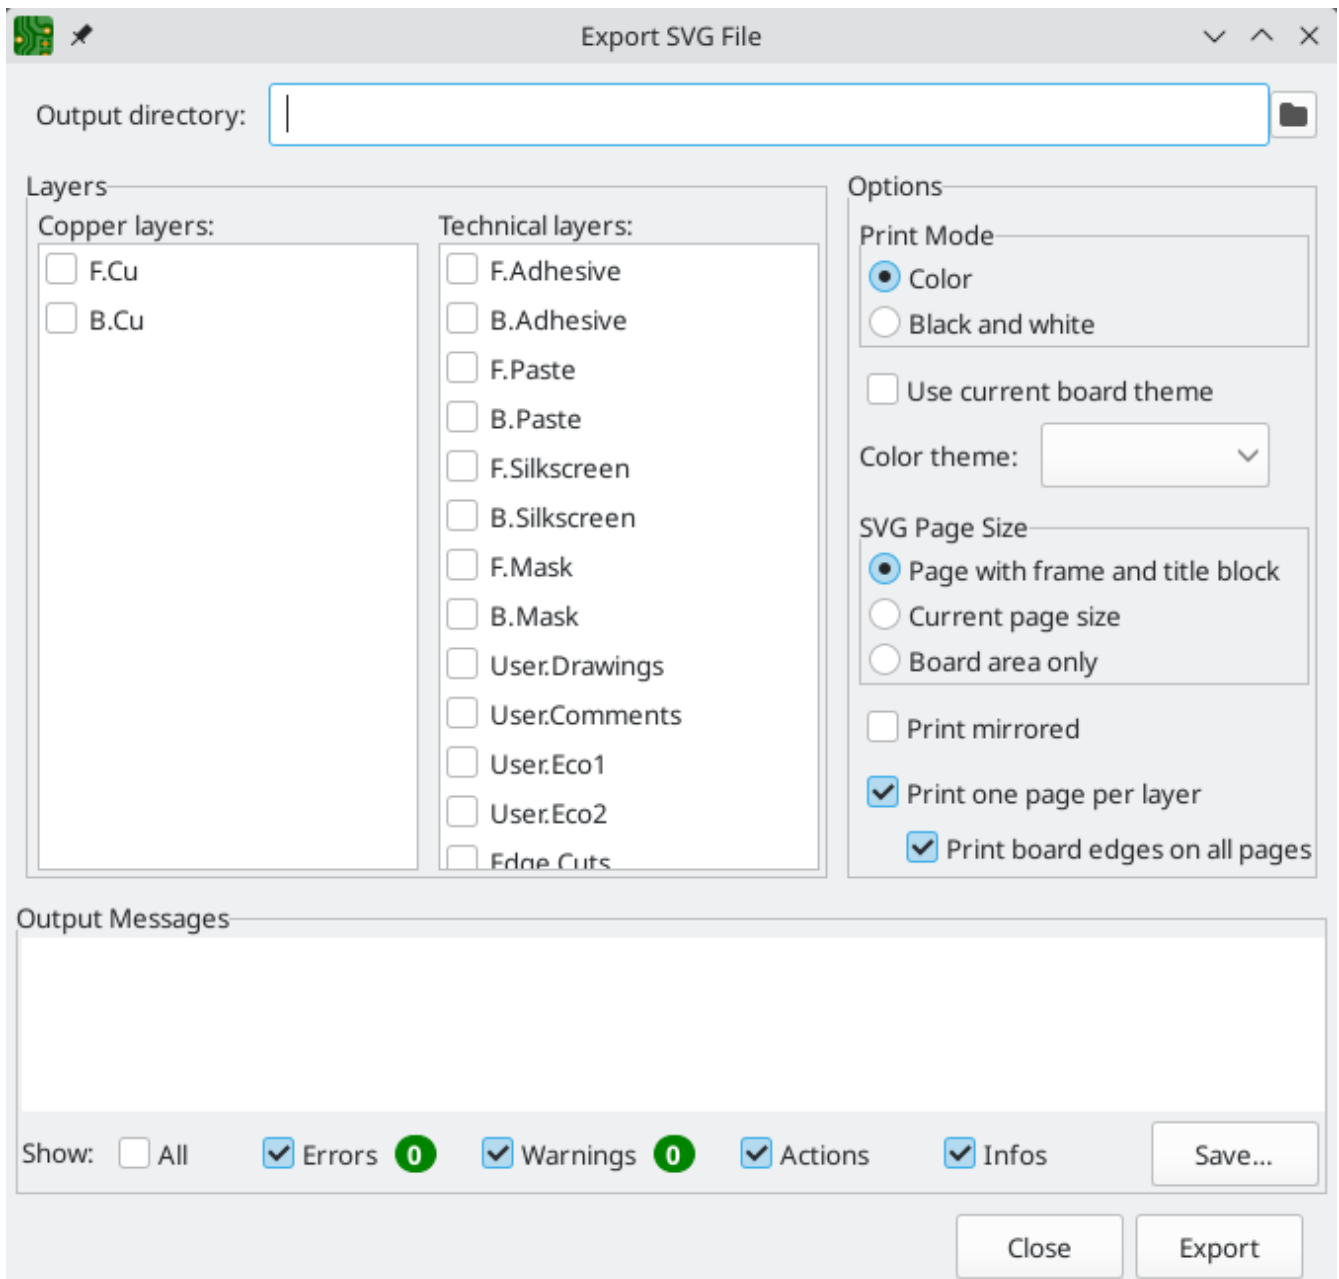 Export SVG File
Output directory:
Layers
Copper layers:
F.Cu
B.Cu
Technical layers:
F.Adhesive
B.Adhesive
F.Paste
B.Paste
F.Silkscreen
B.Silkscreen
F.Mask
B.Mask
User.Drawings
User.Comments
User.Eco1
User.Eco2
Edge.Cuts
Options
Print Mode
Color
Black and white
Use current board theme
Color theme:
SVG Page Size
Page with frame and title block
Current page size
Board area only
Print mirrored
Print one page per layer
Print board edges on all pages
Output Messages
Show: All Errors 0 Warnings 0 Actions Infos Save...
Close Export